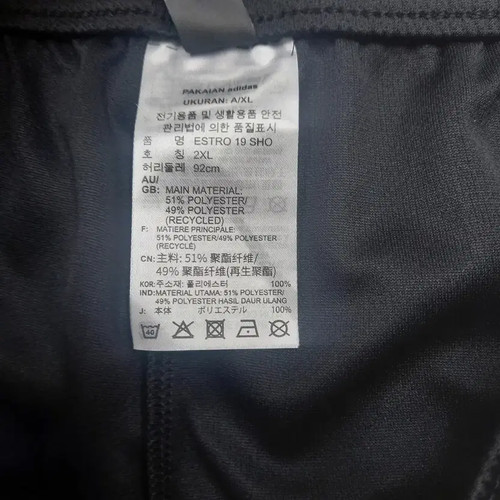 PAKAIAN adidas
UKURAN: A/XL
전기용품 및 생활용품 안전
관리법에 의한 품질표시
품 명 ESTRO 19 SHO
호 칭 2XL
허리둘레 92cm
AU/
GB: MAIN MATERIAL:
51% POLYESTER/
49% POLYESTER
(RECYCLED)
F: MATIERE PRINCIPALE:
51% POLYESTER/49% POLYESTER
(RECYCLÉ)
CN: 主料: 51% 聚酯纤维/
49% 聚酯纤维(再生聚酯)
KOR: 주소재: 폴리에스터 100%
IND: MATERIAL UTAMA: 51% POLYESTER/
49% POLYESTER HASIL DAUR ULANG
J: 本体 ポリエステル 100%
40